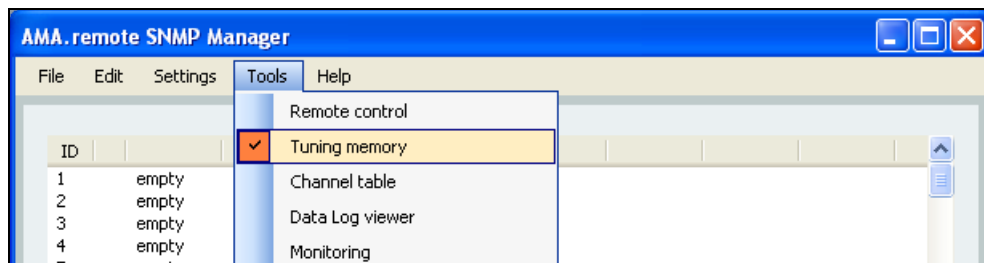 AMA.remote SNMP Manager
File Edit Settings Tools Help
Remote control
ID Tuning memory
1 empty Channel table
2 empty
3 empty Data Log viewer
4 empty Monitoring